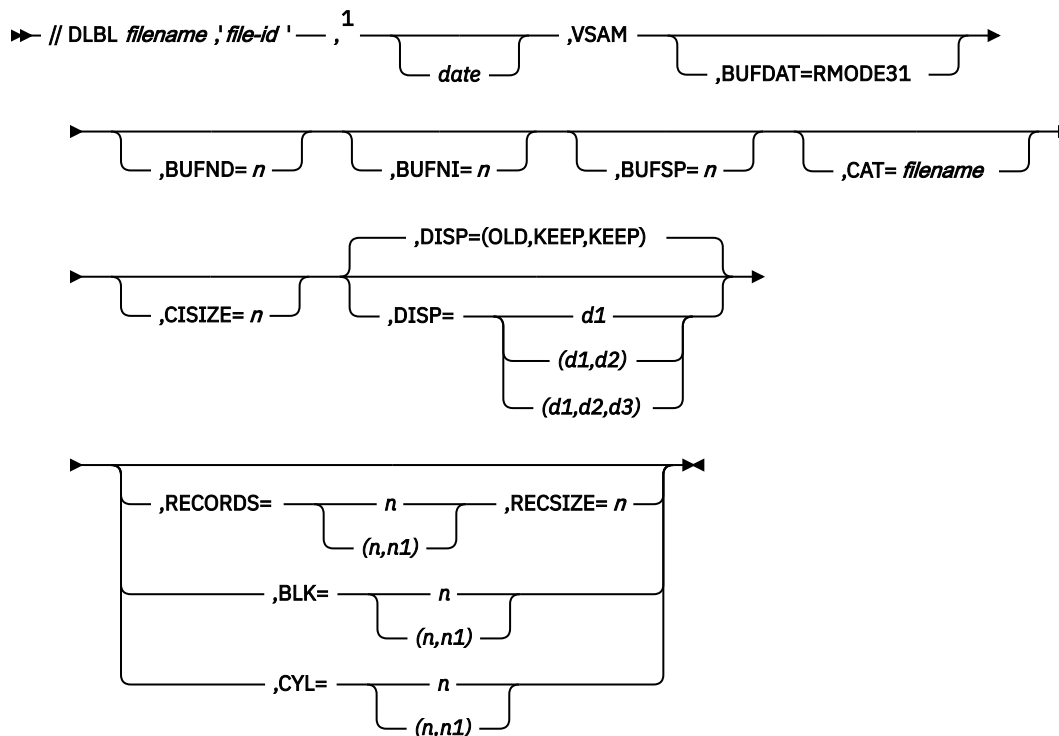 // DLBL filename ,' file-id ' , 1 ,VSAM
date ,BUFDAT=RMODE31
,BUFND= n ,BUFNI= n ,BUFSP= n ,CAT= filename
,DISP=(OLD,KEEP,KEEP)
,CISIZE= n ,DISP= d1
(d1,d2)
(d1,d2,d3)
,RECORDS= n ,RECSIZE= n
(n,n1)
,BLK= n
(n,n1)
,CYL= n
(n,n1)